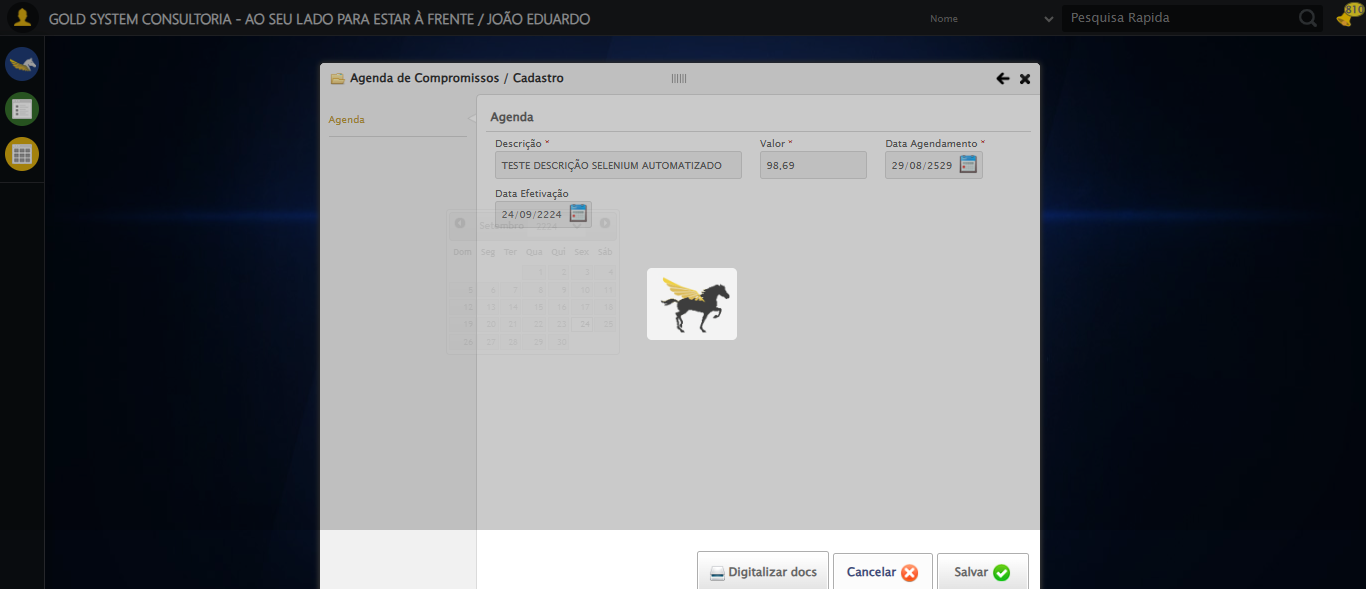 GOLD SYSTEM CONSULTORIA - AO SEU LADO PARA ESTAR À FRENTE / JOÃO EDUARDO
Nome
Pesquisa Rapida
810
Agenda de Compromissos / Cadastro
Agenda
Agenda
Descrição * Valor * Data Agendamento *
TESTE DESCRIÇÃO SELENIUM AUTOMATIZADO 98,69 29/08/2529
Data Efetivação
24/09/2224
Setembro 2224
Dom Seg Ter Qua Qui Sex Sáb
1 2 3 4
5 6 7 8 9 10 11
12 13 14 15 16 17 18
19 20 21 22 23 24 25
26 27 28 29 30
Digitalizar docs Cancelar Salvar